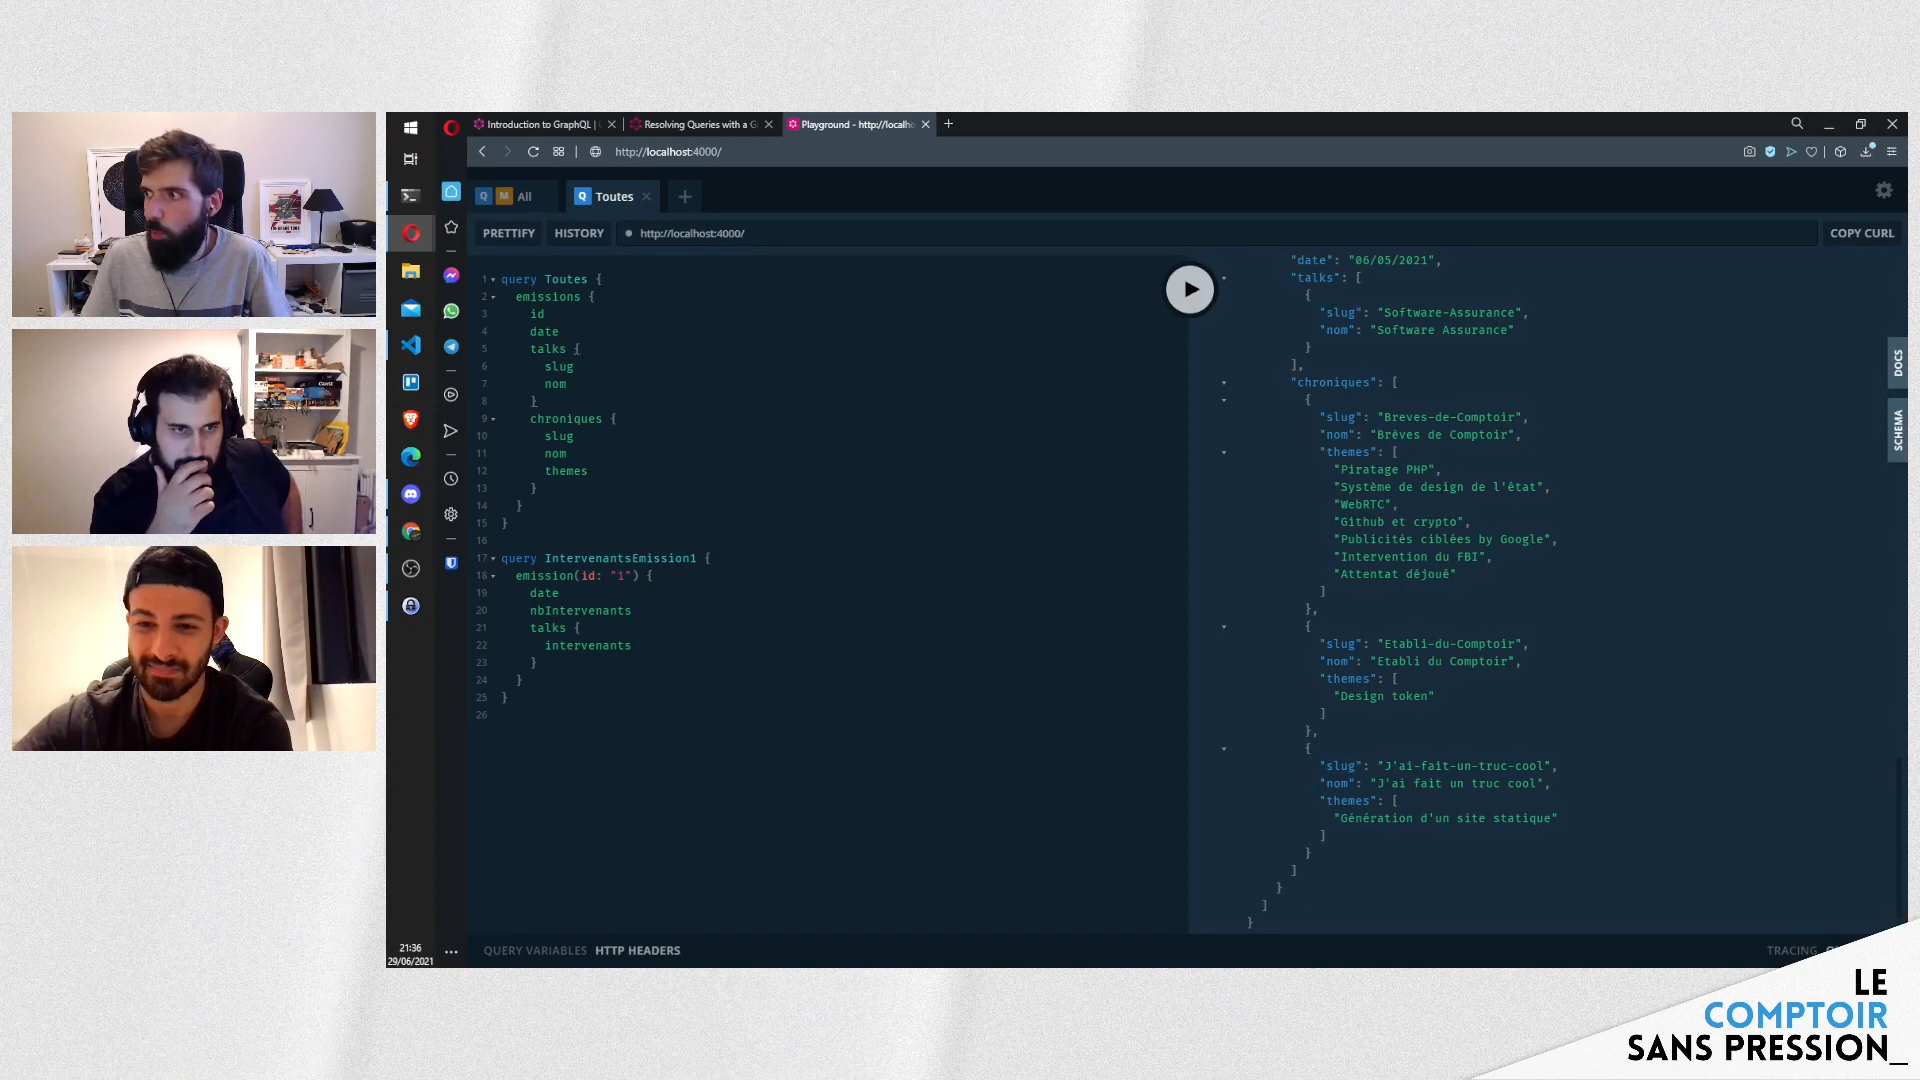 Introduction to GraphQL |
Resolving Queries with a G
Playground - http://localho
http://localhost:4000/
Q M All
Q Toutes
PRETTIFY
HISTORY
http://localhost:4000/
COPY CURL
1 query Toutes {
2 emissions {
3 id
4 date
5 talks {
6 slug
7 nom
8 }
9 chroniques {
10 slug
11 nom
12 themes
13 }
14 }
15 }
16
17 query IntervenantsEmission1 {
18 emission(id: "1") {
19 date
20 nbIntervenants
21 talks {
22 intervenants
23 }
24 }
25 }
26
"date": "06/05/2021",
"talks": [
{
"slug": "Software-Assurance",
"nom": "Software Assurance"
}
],
"chroniques": [
{
"slug": "Breves-de-Comptoir",
"nom": "Brèves de Comptoir",
"themes": [
"Piratage PHP",
"Système de design de l'êtat",
"WebRTC",
"Github et crypto",
"Publicités ciblées by Google",
"Intervention du FBI",
"Attentat déjoué"
]
},
{
"slug": "Etabli-du-Comptoir",
"nom": "Etabli du Comptoir",
"themes": [
"Design token"
]
},
{
"slug": "J'ai-fait-un-truc-cool",
"nom": "J'ai fait un truc cool",
"themes": [
"Génération d'un site statique"
]
}
]
}
]
}
DOCS
SCHEMA
QUERY VARIABLES
HTTP HEADERS
TRACING
21:36
29/06/2021
LE
COMPTOIR
SANS PRESSION_